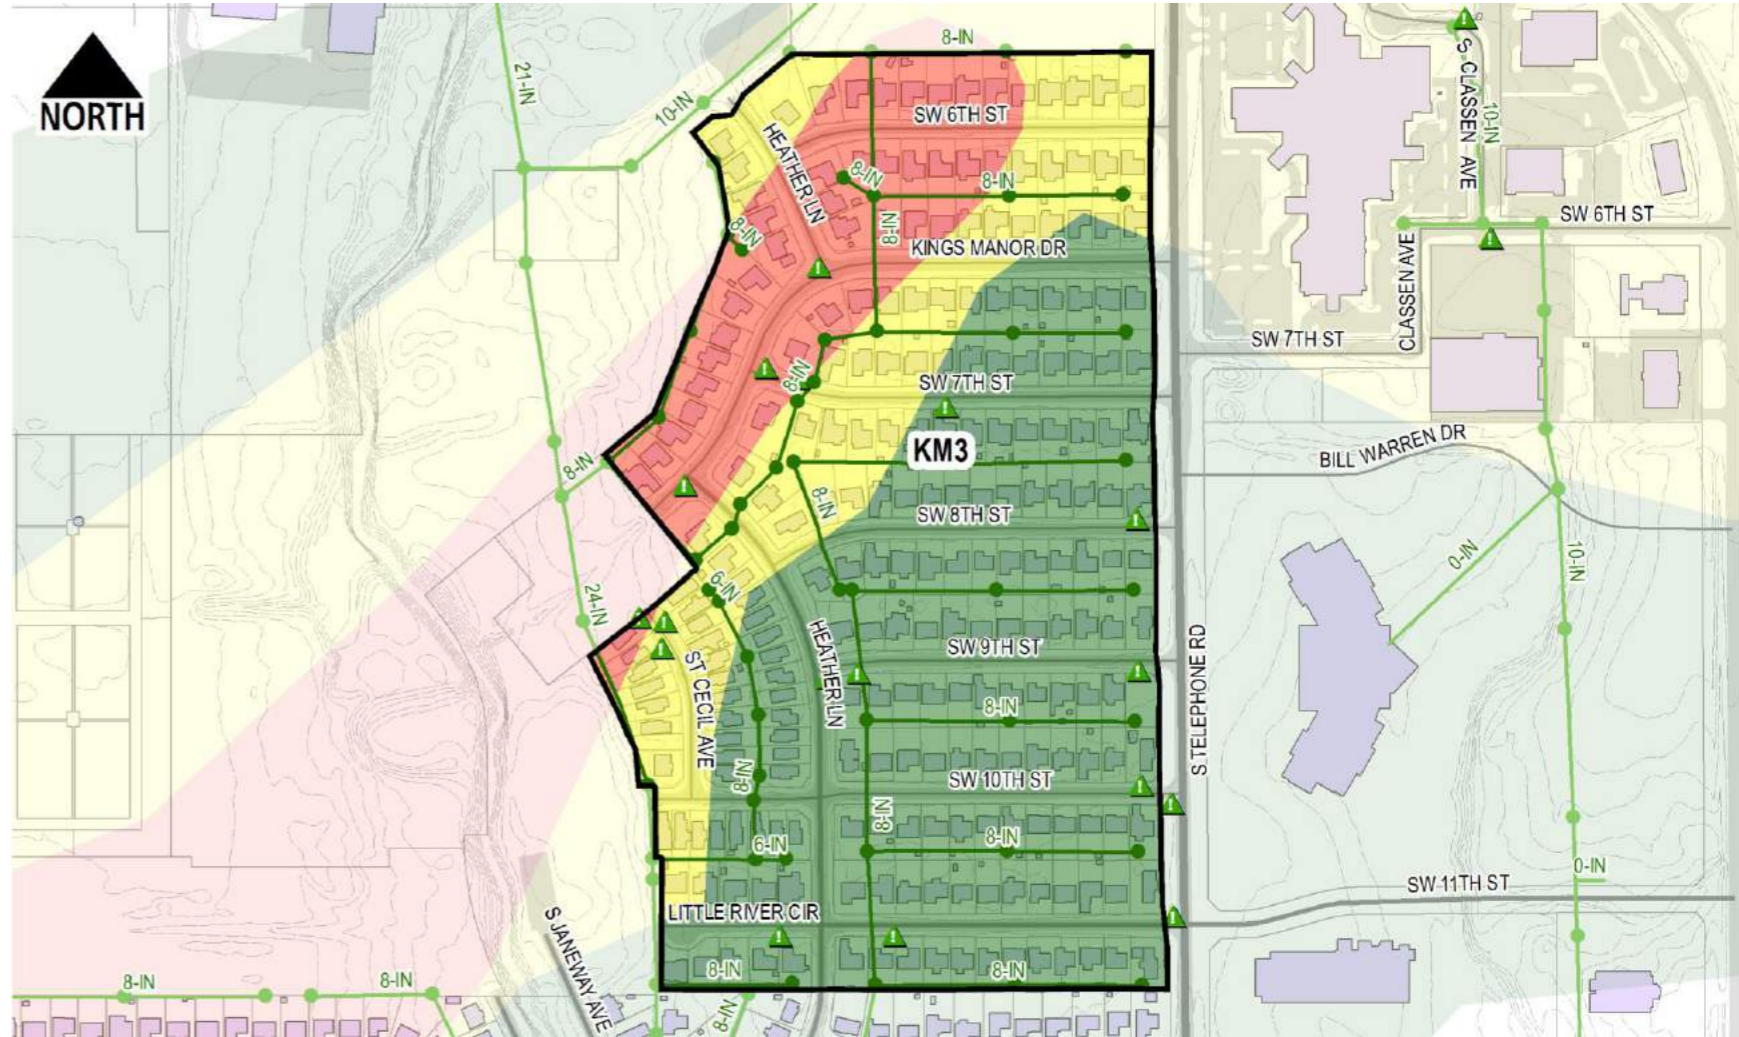 8-IN
NORTH
21-IN
10-IN
S CLASSEN AVE
10-IN
SW 6TH ST
HEATHER LN
8-IN
8-IN
8-IN
8-IN
SW 6TH ST
KINGS MANOR DR
CLASSEN AVE
SW 7TH ST
8-IN
SW 7TH ST
KM3
BILL WARREN DR
8-IN
8-IN
SW 8TH ST
0-IN
10-IN
6-IN
24-IN
HEATHER LN
SW 9TH ST
ST CECIL AVE
S TELEPHONE RD
8-IN
8-IN
SW 10TH ST
8-IN
8-IN
6-IN
0-IN
SW 11TH ST
LITTLE RIVER CIR
S JANEWAY AVE
8-IN
8-IN
8-IN
8-IN
8-IN